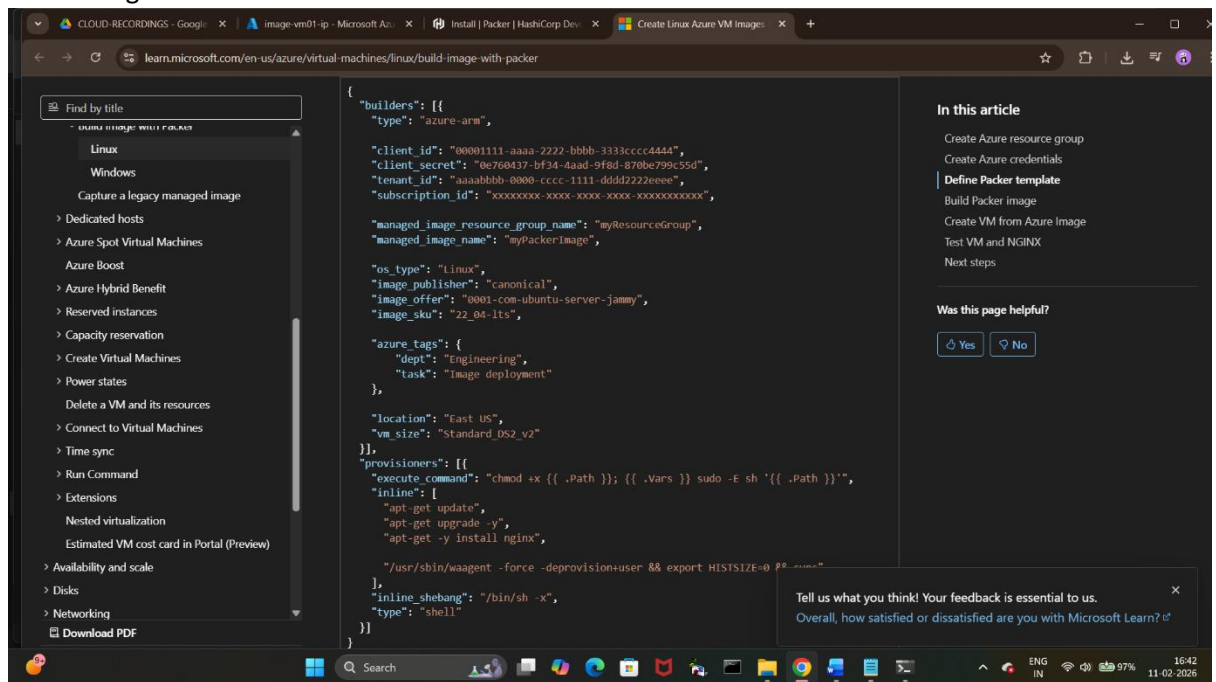 CLOUD-RECORDINGS - Google
image-vm01-ip - Microsoft Azu
Install | Packer | HashiCorp Dev
Create Linux Azure VM Images
learn.microsoft.com/en-us/azure/virtual-machines/linux/build-image-with-packer
Find by title
Build image with Packer
Linux
Windows
Capture a legacy managed image
Dedicated hosts
Azure Spot Virtual Machines
Azure Boost
Azure Hybrid Benefit
Reserved instances
Capacity reservation
Create Virtual Machines
Power states
Delete a VM and its resources
Connect to Virtual Machines
Time sync
Run Command
Extensions
Nested virtualization
Estimated VM cost card in Portal (Preview)
Availability and scale
Disks
Networking
Download PDF
{
"builders": [{
"type": "azure-arm",
"client_id": "00001111-aaaa-2222-bbbb-3333cccc4444",
"client_secret": "0e760437-bf34-4aad-9f8d-870be799c55d",
"tenant_id": "aaaabbbb-0000-cccc-1111-dddd2222eeee",
"subscription_id": "xxxxxxxx-xxxx-xxxx-xxxx-xxxxxxxxxxx",
"managed_image_resource_group_name": "myResourceGroup",
"managed_image_name": "myPackerImage",
"os_type": "Linux",
"image_publisher": "canonical",
"image_offer": "0001-com-ubuntu-server-jammy",
"image_sku": "22_04-lts",
"azure_tags": {
"dept": "Engineering",
"task": "Image deployment"
},
"location": "East US",
"vm_size": "Standard_DS2_v2"
}],
"provisioners": [{
"execute_command": "chmod +x {{ .Path }}; {{ .Vars }} sudo -E sh '{{ .Path }}'",
"inline": [
"apt-get update",
"apt-get upgrade -y",
"apt-get -y install nginx",
"/usr/sbin/waagent -force -deprovision+user && export HISTSIZE=0 && sync"
],
"inline_shebang": "/bin/sh -x",
"type": "shell"
}]
}
In this article
Create Azure resource group
Create Azure credentials
Define Packer template
Build Packer image
Create VM from Azure Image
Test VM and NGINX
Next steps
Was this page helpful?
Yes
No
Tell us what you think! Your feedback is essential to us.
Overall, how satisfied or dissatisfied are you with Microsoft Learn?
Search
ENG
IN
97%
16:42
11-02-2026